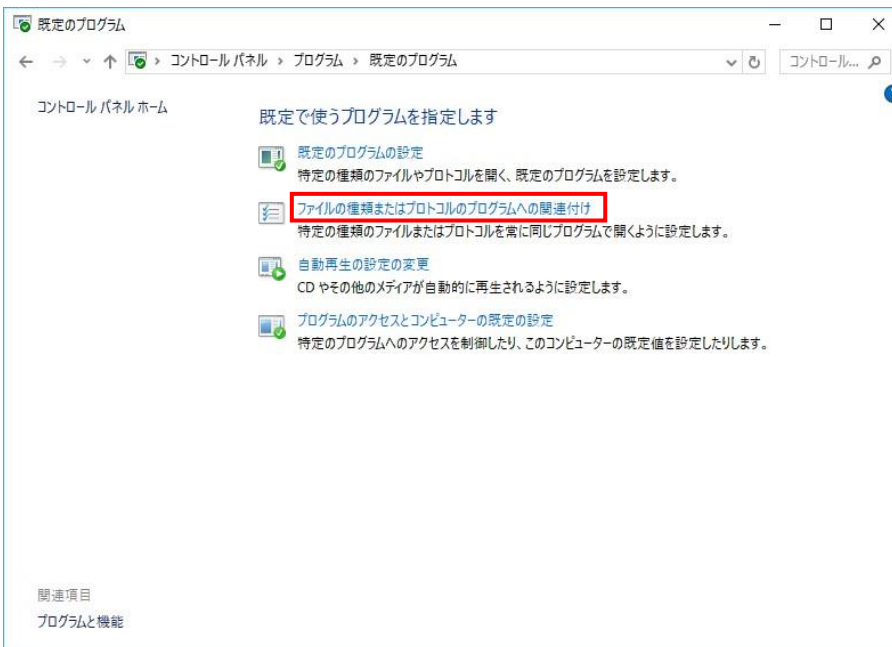 既定のプログラム
コントロール パネル › プログラム › 既定のプログラム
コントロール...
コントロール パネル ホーム
既定で使うプログラムを指定します
既定のプログラムの設定
特定の種類のファイルやプロトコルを開く、既定のプログラムを設定します。
ファイルの種類またはプロトコルのプログラムへの関連付け
特定の種類のファイルまたはプロトコルを常に同じプログラムで開くように設定します。
自動再生の設定の変更
CD やその他のメディアが自動的に再生されるように設定します。
プログラムのアクセスとコンピューターの既定の設定
特定のプログラムへのアクセスを制御したり、このコンピューターの既定値を設定したりします。
関連項目
プログラムと機能